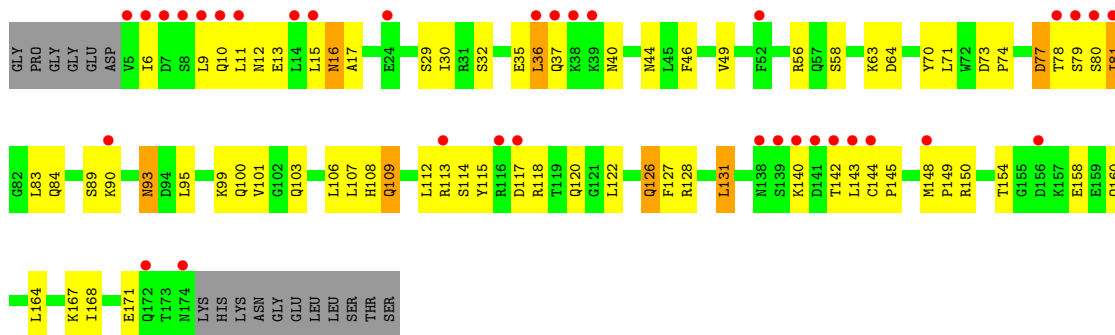 GLY PRO GLY GLY GLU ASP V5 I6 D7 S8 L9 Q10 L11 N12 E13 L14 L15 N16 A17 E24 S29 I30 R31 S32 E35 L36 Q37 K38 K39 N40 N44 L45 F46 V49 F52 R56 Q57 S58 K63 D64 Y70 L71 W72 D73 P74 D77 T78 S79 S80 I81
G82 L83 Q84 S89 K90 N93 D94 L95 K99 Q100 V101 G102 Q103 L106 L107 H108 Q109 L112 R113 S114 Y115 R116 D117 R118 T119 Q120 G121 L122 Q126 F127 R128 L131 N138 S139 K140 D141 T142 L143 C144 P145 M148 P149 R150 T154 G155 D156 K157 E158 E159
L164 K167 I168 E171 Q172 T173 N174 LYS HIS LYS ASN GLY GLU LEU LEU SER THR SER